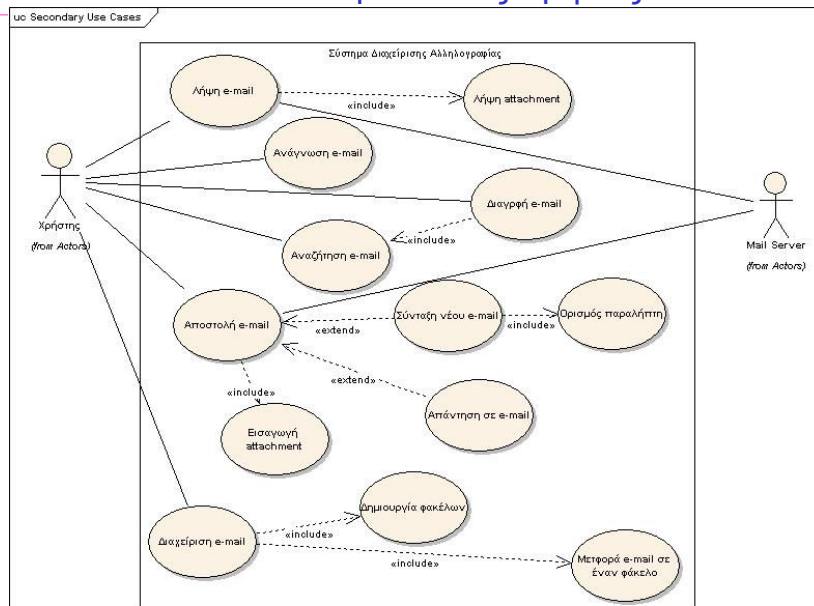 uc Secondary Use Cases
Σύστημα Διαχείρισης Αλληλογραφίας
Λήψη e-mail
«include»
Λήψη attachment
Ανάγνωση e-mail
Χρήστης
(from Actors)
Διαγρφή e-mail
«include»
Αναζήτηση e-mail
Mail Server
(from Actors)
Αποστολή e-mail
«extend»
Σύνταξη νέου e-mail
«include»
Ορισμός παραλήπτη
«extend»
«include»
Απάντηση σε e-mail
Εισαγωγή
attachment
Δημιουργία φακέλων
Διαχείριση e-mail
«include»
«include»
Μετφορά e-mail σε
έναν φάκελο